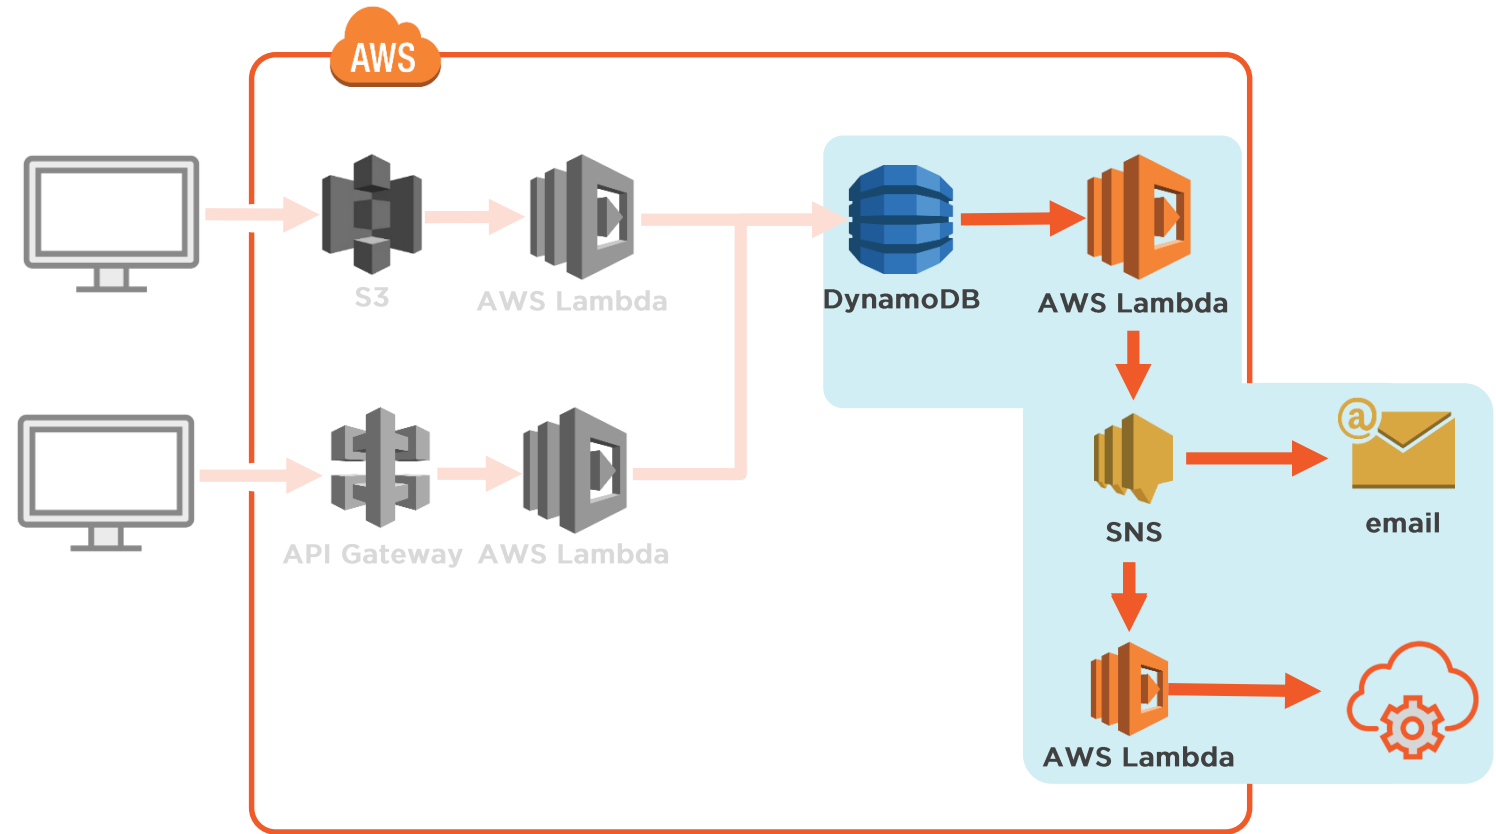 AWS
S3
AWS Lambda
DynamoDB
AWS Lambda
API Gateway
AWS Lambda
SNS
@
email
AWS Lambda